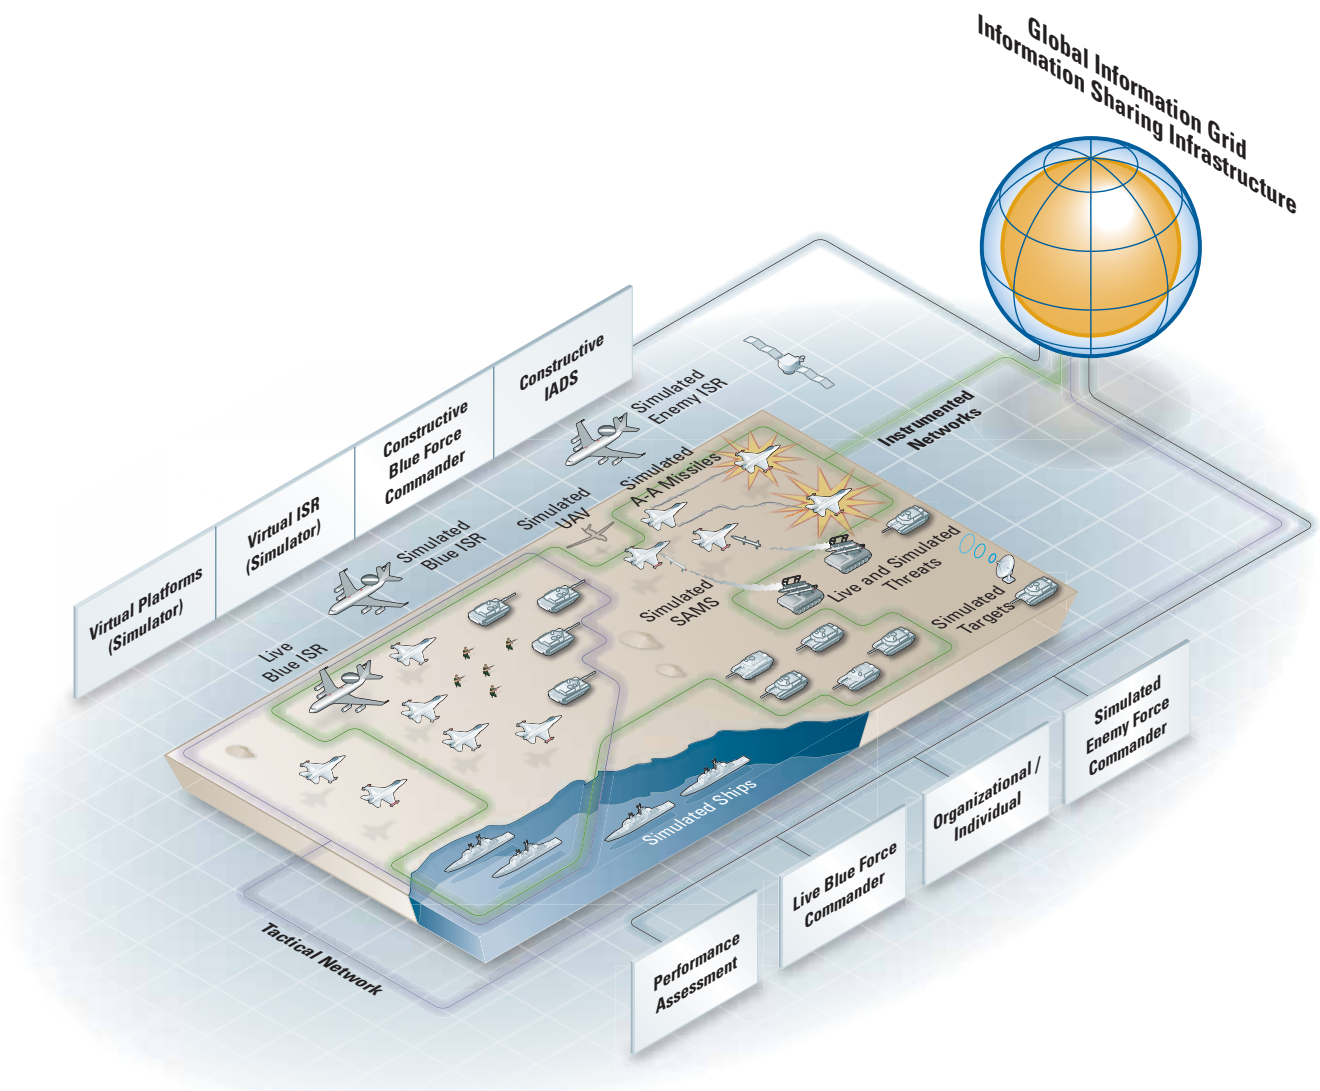 Global Information Grid
Information Sharing Infrastructure
Constructive
IADS
Constructive
Blue Force
Commander
Virtual ISR
(Simulator)
Virtual Platforms
(Simulator)
Simulated
Enemy ISR
Instrumented
Networks
Simulated
A-A Missiles
Simulated
UAV
Simulated
Blue ISR
Live
Blue ISR
Live and Simulated
Threats
Simulated
SAMS
Simulated
Targets
Simulated Ships
Tactical Network
Simulated
Enemy Force
Commander
Organizational /
Individual
Live Blue Force
Commander
Performance
Assessment